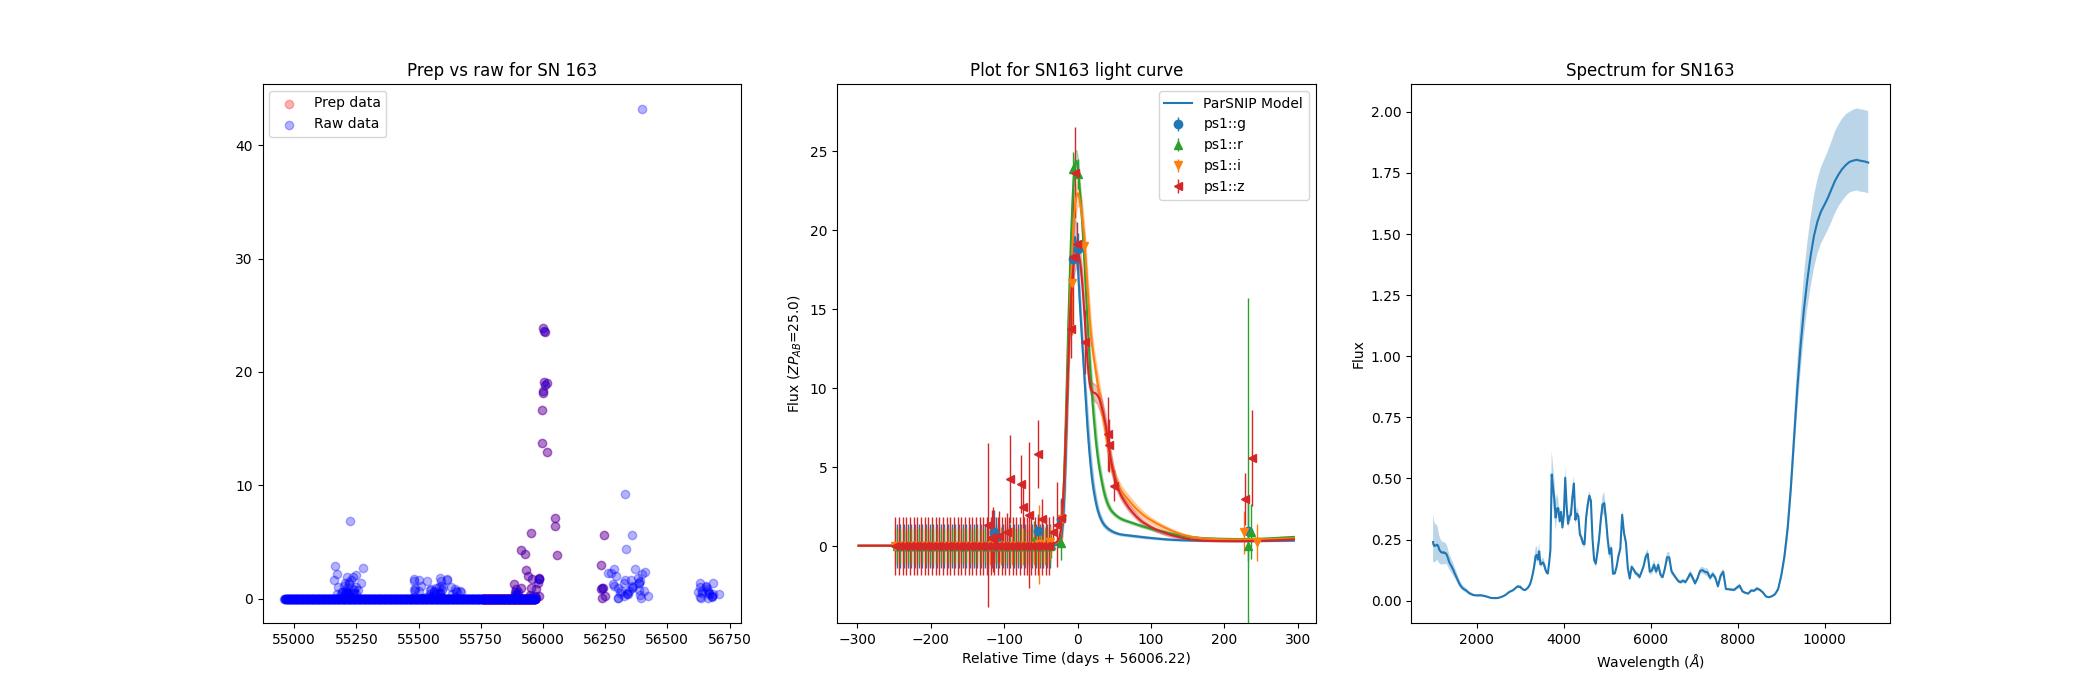 Prep vs raw for SN 163
Prep data
Raw data
40
30
20
10
0
55000 55250 55500 55750 56000 56250 56500 56750
Plot for SN163 light curve
ParSNIP Model
ps1::g
ps1::r
ps1::i
ps1::z
Flux (ZP_AB=25.0)
25
20
15
10
5
0
−300 −200 −100 0 100 200 300
Relative Time (days + 56006.22)
Spectrum for SN163
Flux
2.00
1.75
1.50
1.25
1.00
0.75
0.50
0.25
0.00
2000 4000 6000 8000 10000
Wavelength (Å)